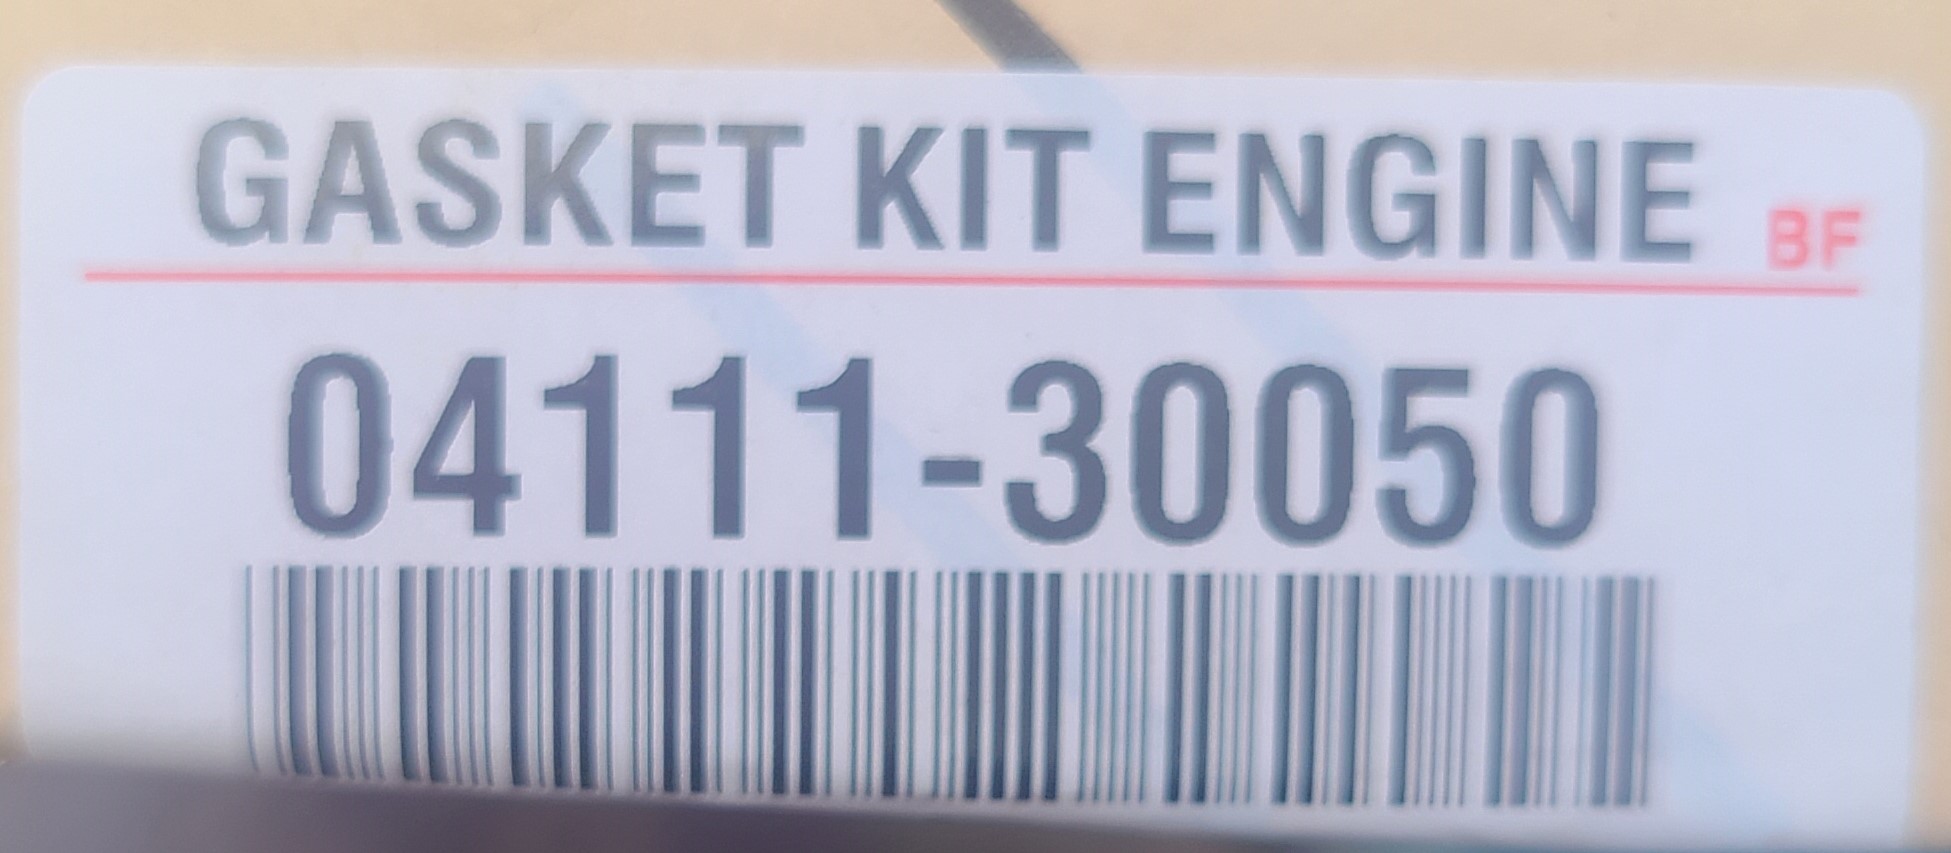 GASKET KIT ENGINE BF
04111-30050